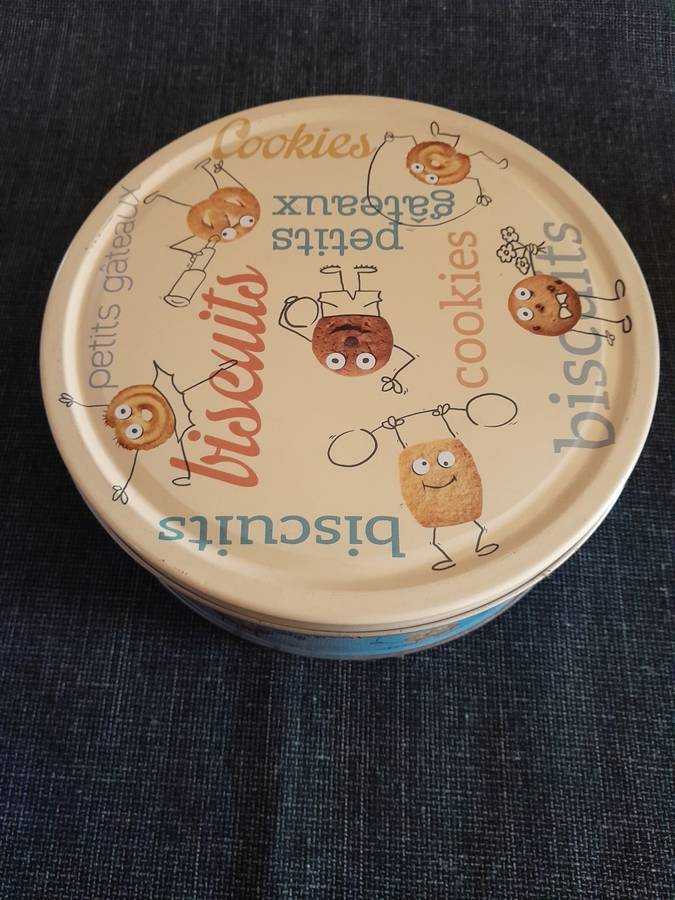 Cookies
petits
gâteaux
petits gâteaux
biscuits
cookies
biscuits
biscuits